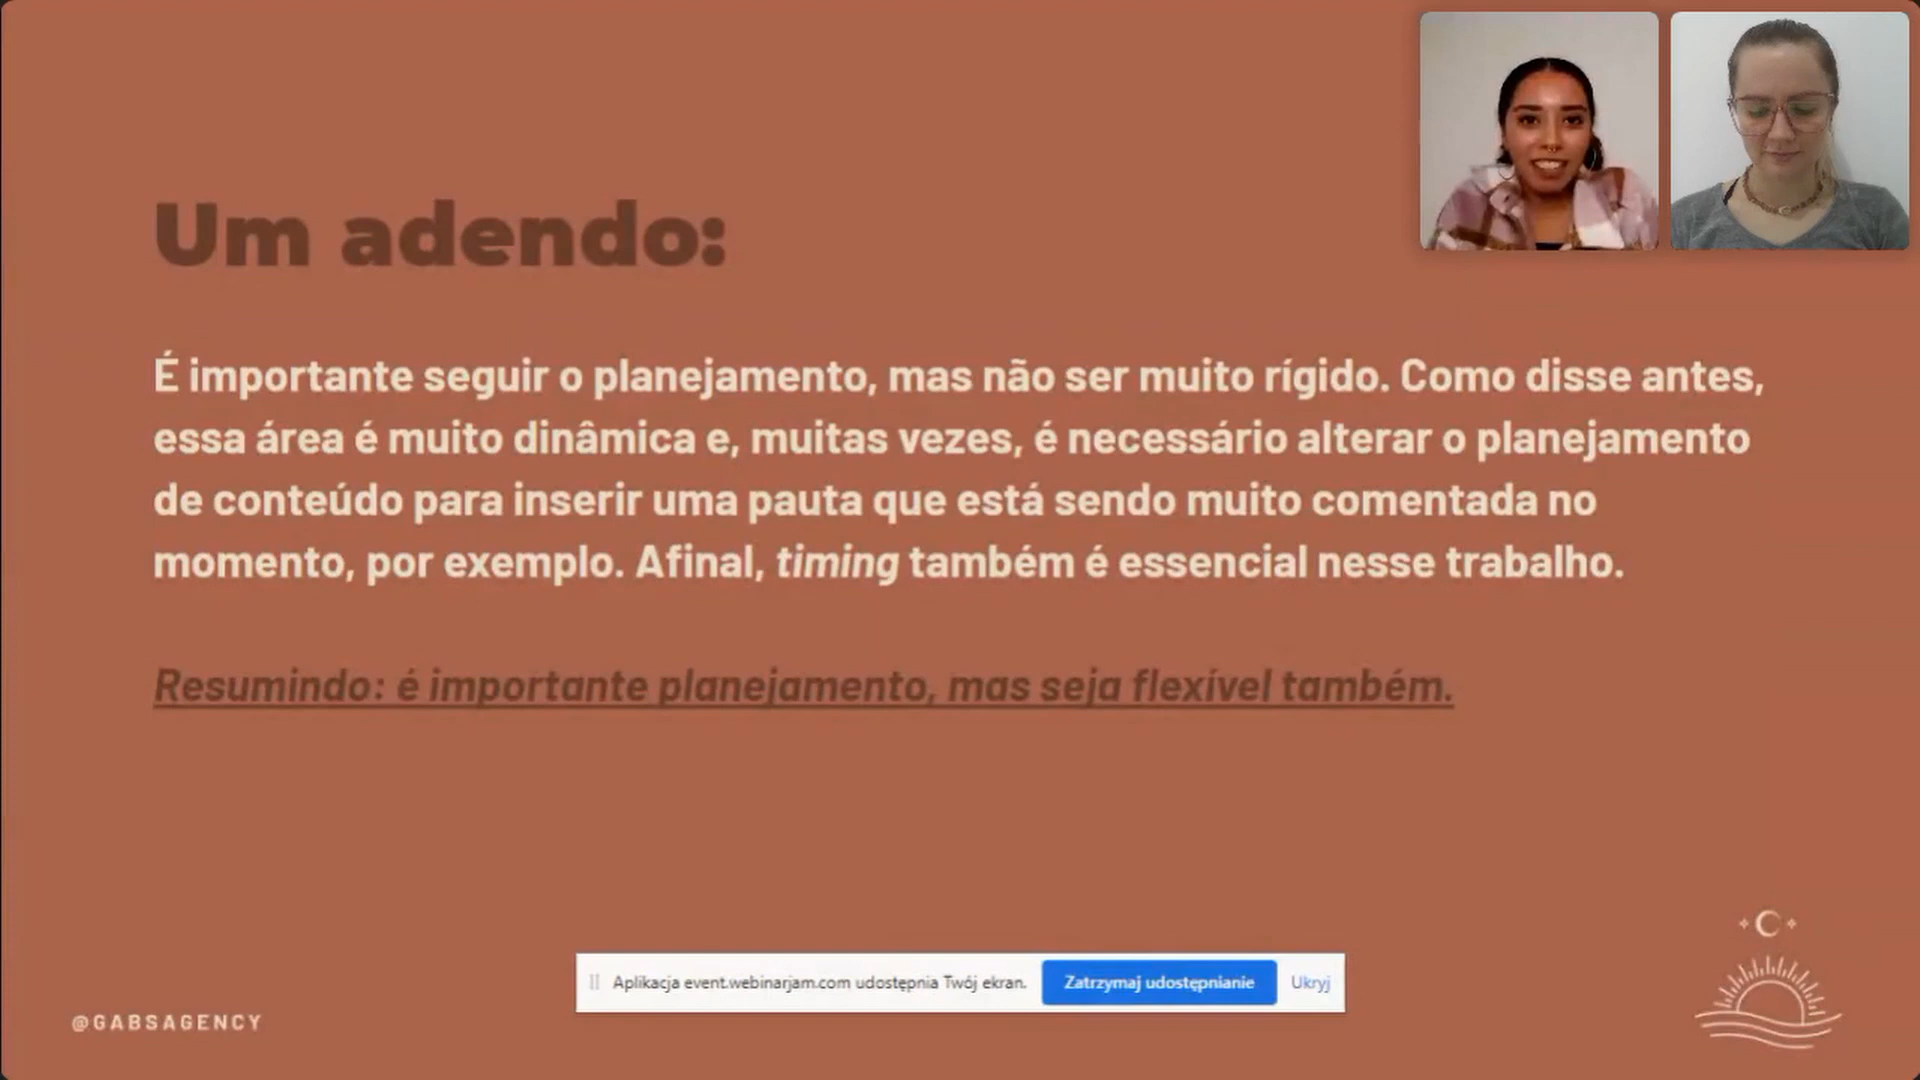 Um adendo:
É importante seguir o planejamento, mas não ser muito rígido. Como disse antes,
essa área é muito dinâmica e, muitas vezes, é necessário alterar o planejamento
de conteúdo para inserir uma pauta que está sendo muito comentada no
momento, por exemplo. Afinal, timing também é essencial nesse trabalho.
Resumindo: é importante planejamento, mas seja flexível também.
Aplikacja event.webinarjam.com udostępnia Twój ekran. Zatrzymaj udostępnianie Ukryj
@GABSAGENCY